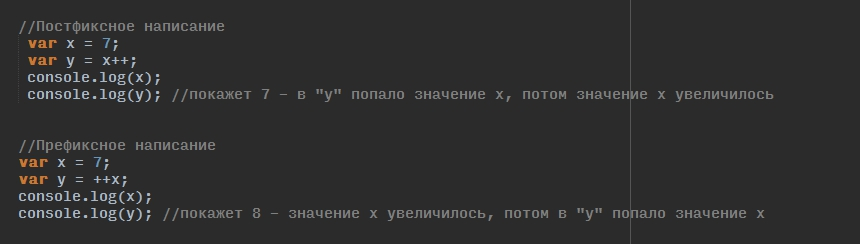 //Постфиксное написание
var x = 7;
var y = x++;
console.log(x);
console.log(y); //покажет 7 – в "y" попало значение x, потом значение x увеличилось
//Префиксное написание
var x = 7;
var y = ++x;
console.log(x);
console.log(y); //покажет 8 – значение x увеличилось, потом в "y" попало значение x